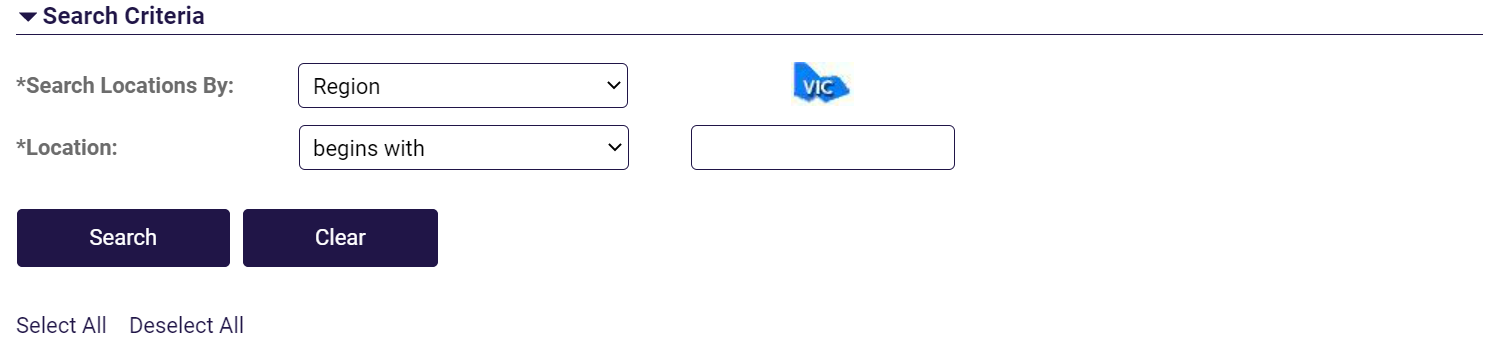 Search Criteria
*Search Locations By: Region VIC
*Location: begins with
Search Clear
Select All Deselect All